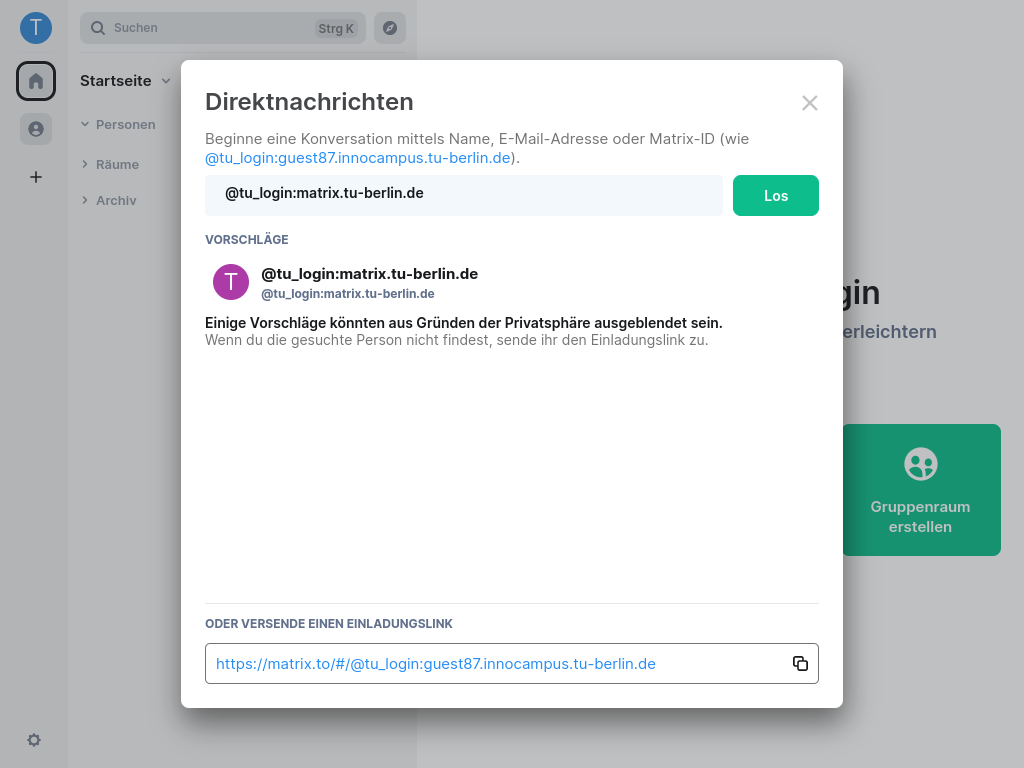 T
Suchen
Strg K
Startseite
Personen
Räume
Archiv
Direktnachrichten
Beginne eine Konversation mittels Name, E-Mail-Adresse oder Matrix-ID (wie
@tu_login:guest87.innocampus.tu-berlin.de).
@tu_login:matrix.tu-berlin.de
Los
VORSCHLÄGE
T
@tu_login:matrix.tu-berlin.de
@tu_login:matrix.tu-berlin.de
Einige Vorschläge könnten aus Gründen der Privatsphäre ausgeblendet sein.
Wenn du die gesuchte Person nicht findest, sende ihr den Einladungslink zu.
ODER VERSENDE EINEN EINLADUNGSLINK
https://matrix.to/#/@tu_login:guest87.innocampus.tu-berlin.de
gin
erleichtern
Gruppenraum
erstellen